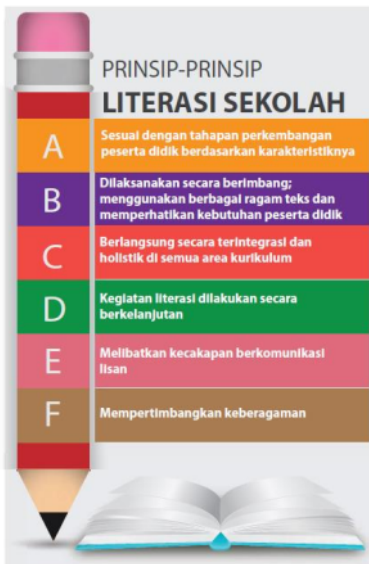 PRINSIP-PRINSIP
LITERASI SEKOLAH
A
Sesuai dengan tahapan perkembangan
peserta didik berdasarkan karakteristiknya
B
Dilaksanakan secara berimbang;
menggunakan berbagai ragam teks dan
memperhatikan kebutuhan peserta didik
C
Berlangsung secara terintegrasi dan
holistik di semua area kurikulum
D
Kegiatan literasi dilakukan secara
berkelanjutan
E
Melibatkan kecakapan berkomunikasi
lisan
F
Mempertimbangkan keberagaman